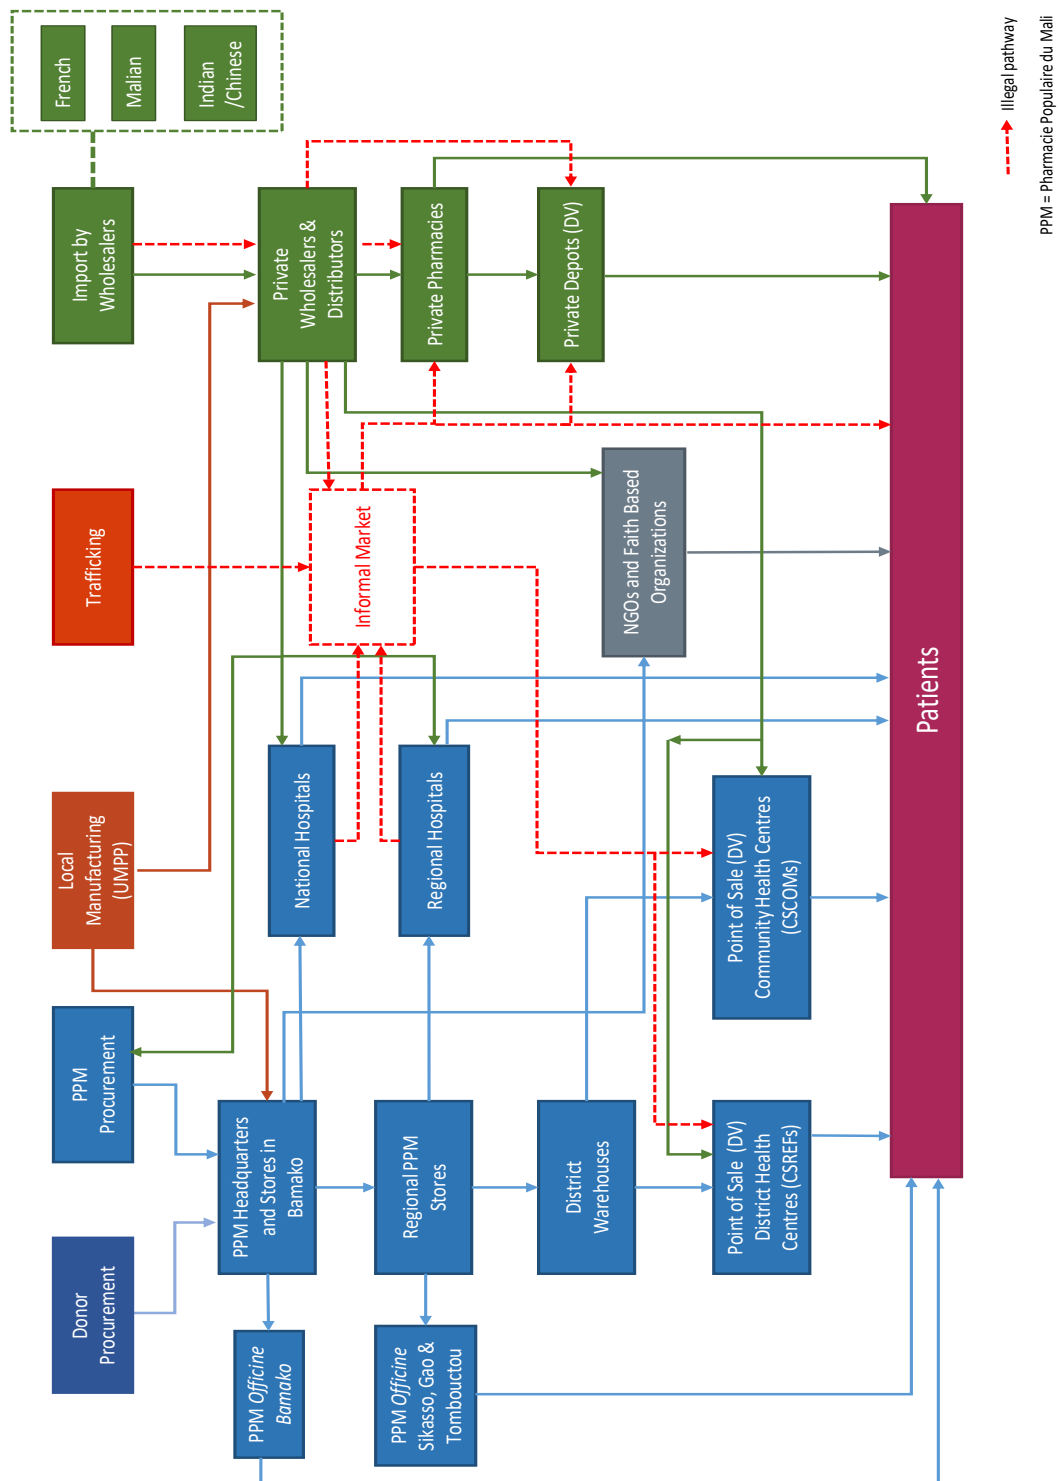 Donor
Procurement
PPM
Procurement
Local
Manufacturing
(UMPP)
Trafficking
Import by
Wholesalers
French
Malian
Indian
/Chinese
PPM Officine
Bamako
PPM Headquarters
and Stores in
Bamako
National Hospitals
Informal Market
Private
Wholesalers &
Distributors
PPM Officine
Sikasso, Gao &
Tombouctou
Regional PPM
Stores
Regional Hospitals
Private Pharmacies
District
Warehouses
NGOs and Faith Based
Organizations
Private Depots (DV)
Point of Sale (DV)
District Health
Centres (CSREFs)
Point of Sale (DV)
Community Health Centres
(CSCOMs)
Patients
Illegal pathway
PPM = Pharmacie Populaire du Mali